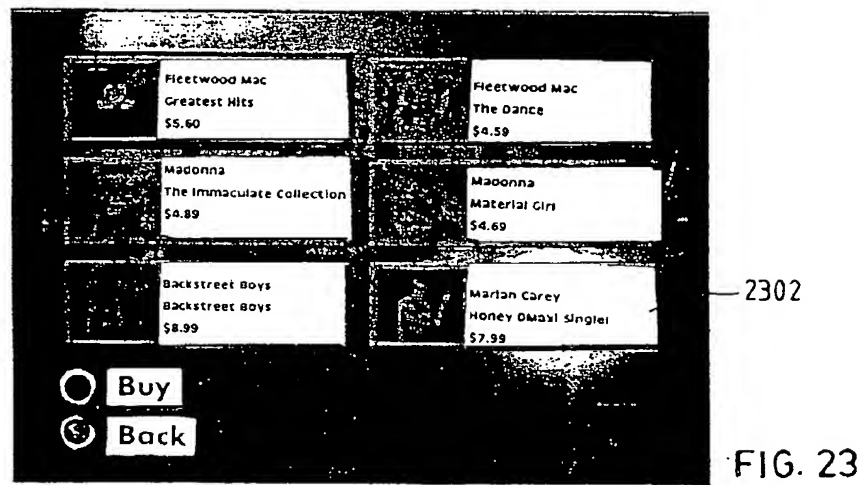 Fleetwood Mac
Greatest Hits
$5.60
Fleetwood Mac
The Dance
$4.59
Madonna
The Immaculate Collection
$4.89
Madonna
Material Girl
$4.69
Backstreet Boys
Backstreet Boys
$8.99
Marian Carey
Honey DMaxi Singlel
$7.99
2302
Buy
Back
FIG. 23